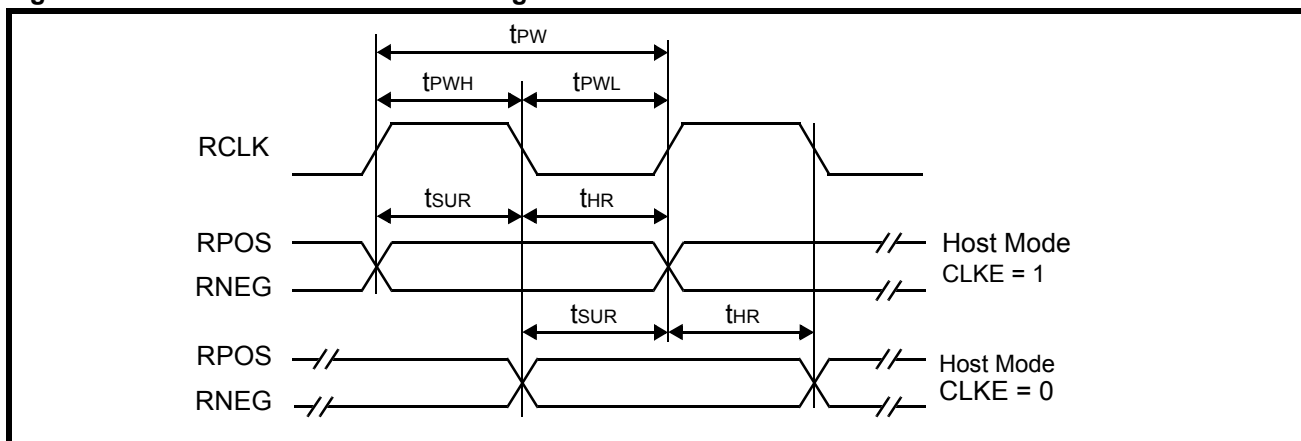 tPW
tPWH tPWL
RCLK
tSUR tHR
RPOS
RNEG
Host Mode
CLKE = 1
tSUR tHR
RPOS
RNEG
Host Mode
CLKE = 0